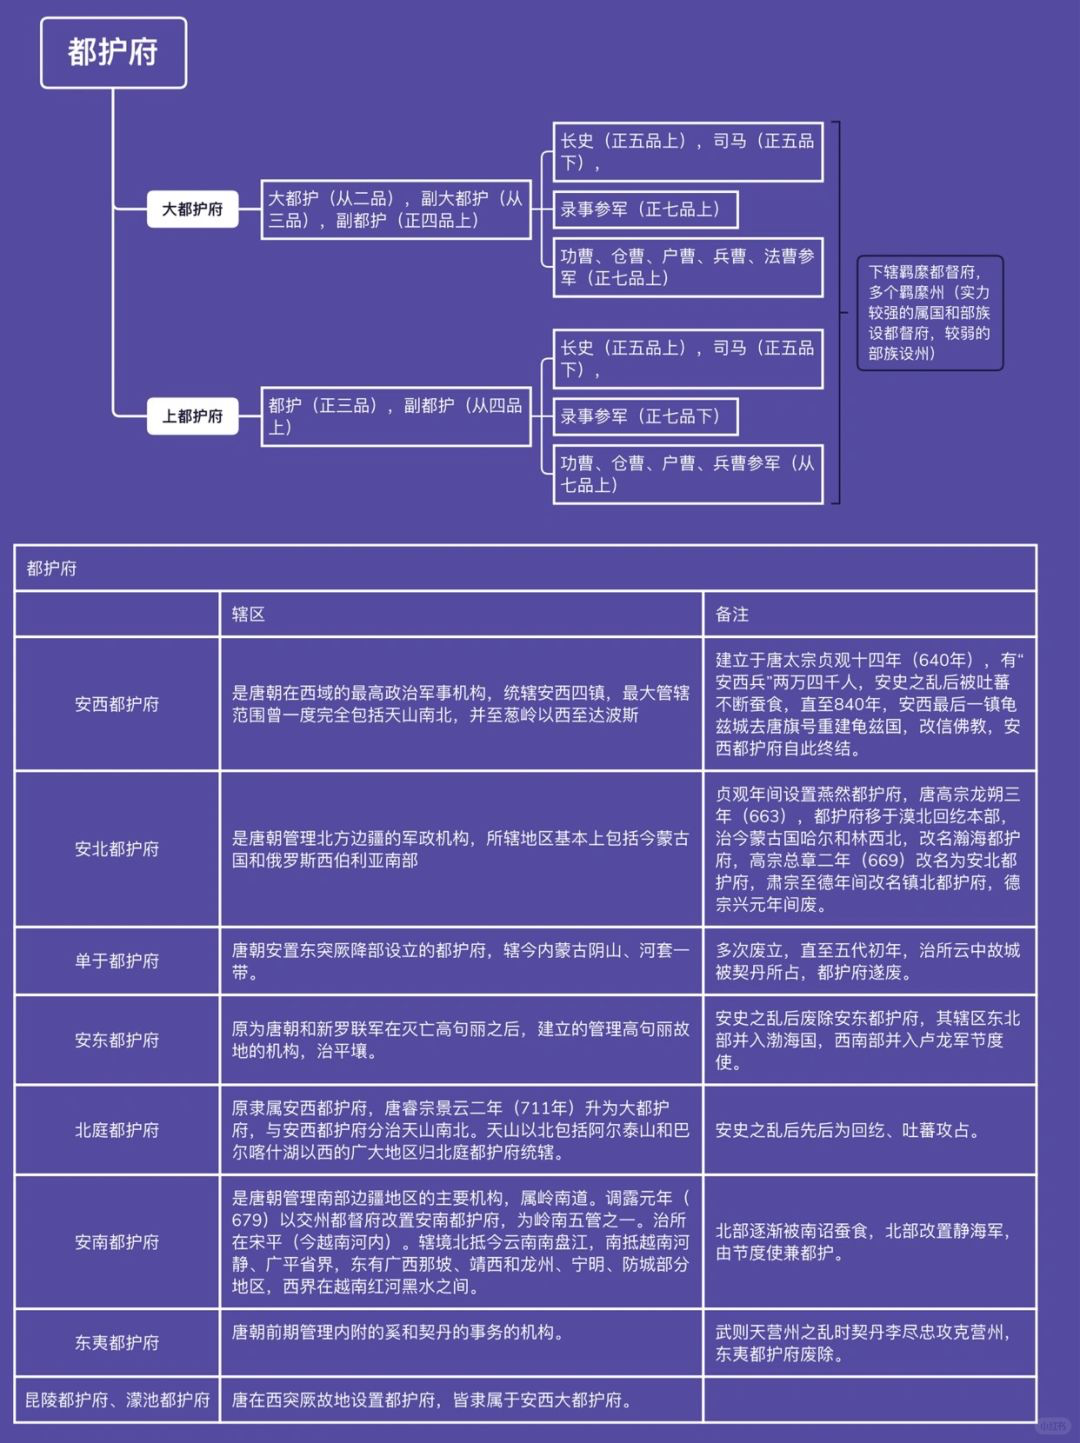 都护府
大都护府
大都护（从二品），副大都护（从
三品），副都护（正四品上）
长史（正五品上），司马（正五品
下），
录事参军（正七品上）
功曹、仓曹、户曹、兵曹、法曹参
军（正七品上）
上都护府
都护（正三品），副都护（从四品
上）
长史（正五品上），司马（正五品
下），
录事参军（正七品下）
功曹、仓曹、户曹、兵曹参军（从
七品上）
下辖羁縻都督府，
多个羁縻州（实力
较强的属国和部族
设都督府，较弱的
部族设州）
都护府
辖区
备注
安西都护府
是唐朝在西域的最高政治军事机构，统辖安西四镇，最大管辖
范围曾一度完全包括天山南北，并至葱岭以西至达波斯
建立于唐太宗贞观十四年（640年），有“
安西兵”两万四千人，安史之乱后被吐蕃
不断蚕食，直至840年，安西最后一镇龟
兹城去唐旗号重建龟兹国，改信佛教，安
西都护府自此终结。
安北都护府
是唐朝管理北方边疆的军政机构，所辖地区基本上包括今蒙古
国和俄罗斯西伯利亚南部
贞观年间设置燕然都护府，唐高宗龙朔三
年（663），都护府移于漠北回纥本部，
治今蒙古国哈尔和林西北，改名瀚海都护
府，高宗总章二年（669）改名为安北都
护府，肃宗至德年间改名镇北都护府，德
宗兴元年间废。
单于都护府
唐朝安置东突厥降部设立的都护府，辖今内蒙古阴山、河套一
带。
多次废立，直至五代初年，治所云中故城
被契丹所占，都护府遂废。
安东都护府
原为唐朝和新罗联军在灭亡高句丽之后，建立的管理高句丽故
地的机构，治平壤。
安史之乱后废除安东都护府，其辖区东北
部并入渤海国，西南部并入卢龙军节度
使。
北庭都护府
原隶属安西都护府，唐睿宗景云二年（711年）升为大都护
府，与安西都护府分治天山南北。天山以北包括阿尔泰山和巴
尔喀什湖以西的广大地区归北庭都护府统辖。
安史之乱后先后为回纥、吐蕃攻占。
安南都护府
是唐朝管理南部边疆地区的主要机构，属岭南道。调露元年（
679）以交州都督府改置安南都护府，为岭南五管之一。治所
在宋平（今越南河内）。辖境北抵今云南南盘江，南抵越南河
静、广平省界，东有广西那坡、靖西和龙州、宁明、防城部分
地区，西界在越南红河黑水之间。
北部逐渐被南诏蚕食，北部改置静海军，
由节度使兼都护。
东夷都护府
唐朝前期管理内附的奚和契丹的事务的机构。
武则天营州之乱时契丹李尽忠攻克营州，
东夷都护府废除。
昆陵都护府、濛池都护府
唐在西突厥故地设置都护府，皆隶属于安西大都护府。
小红书